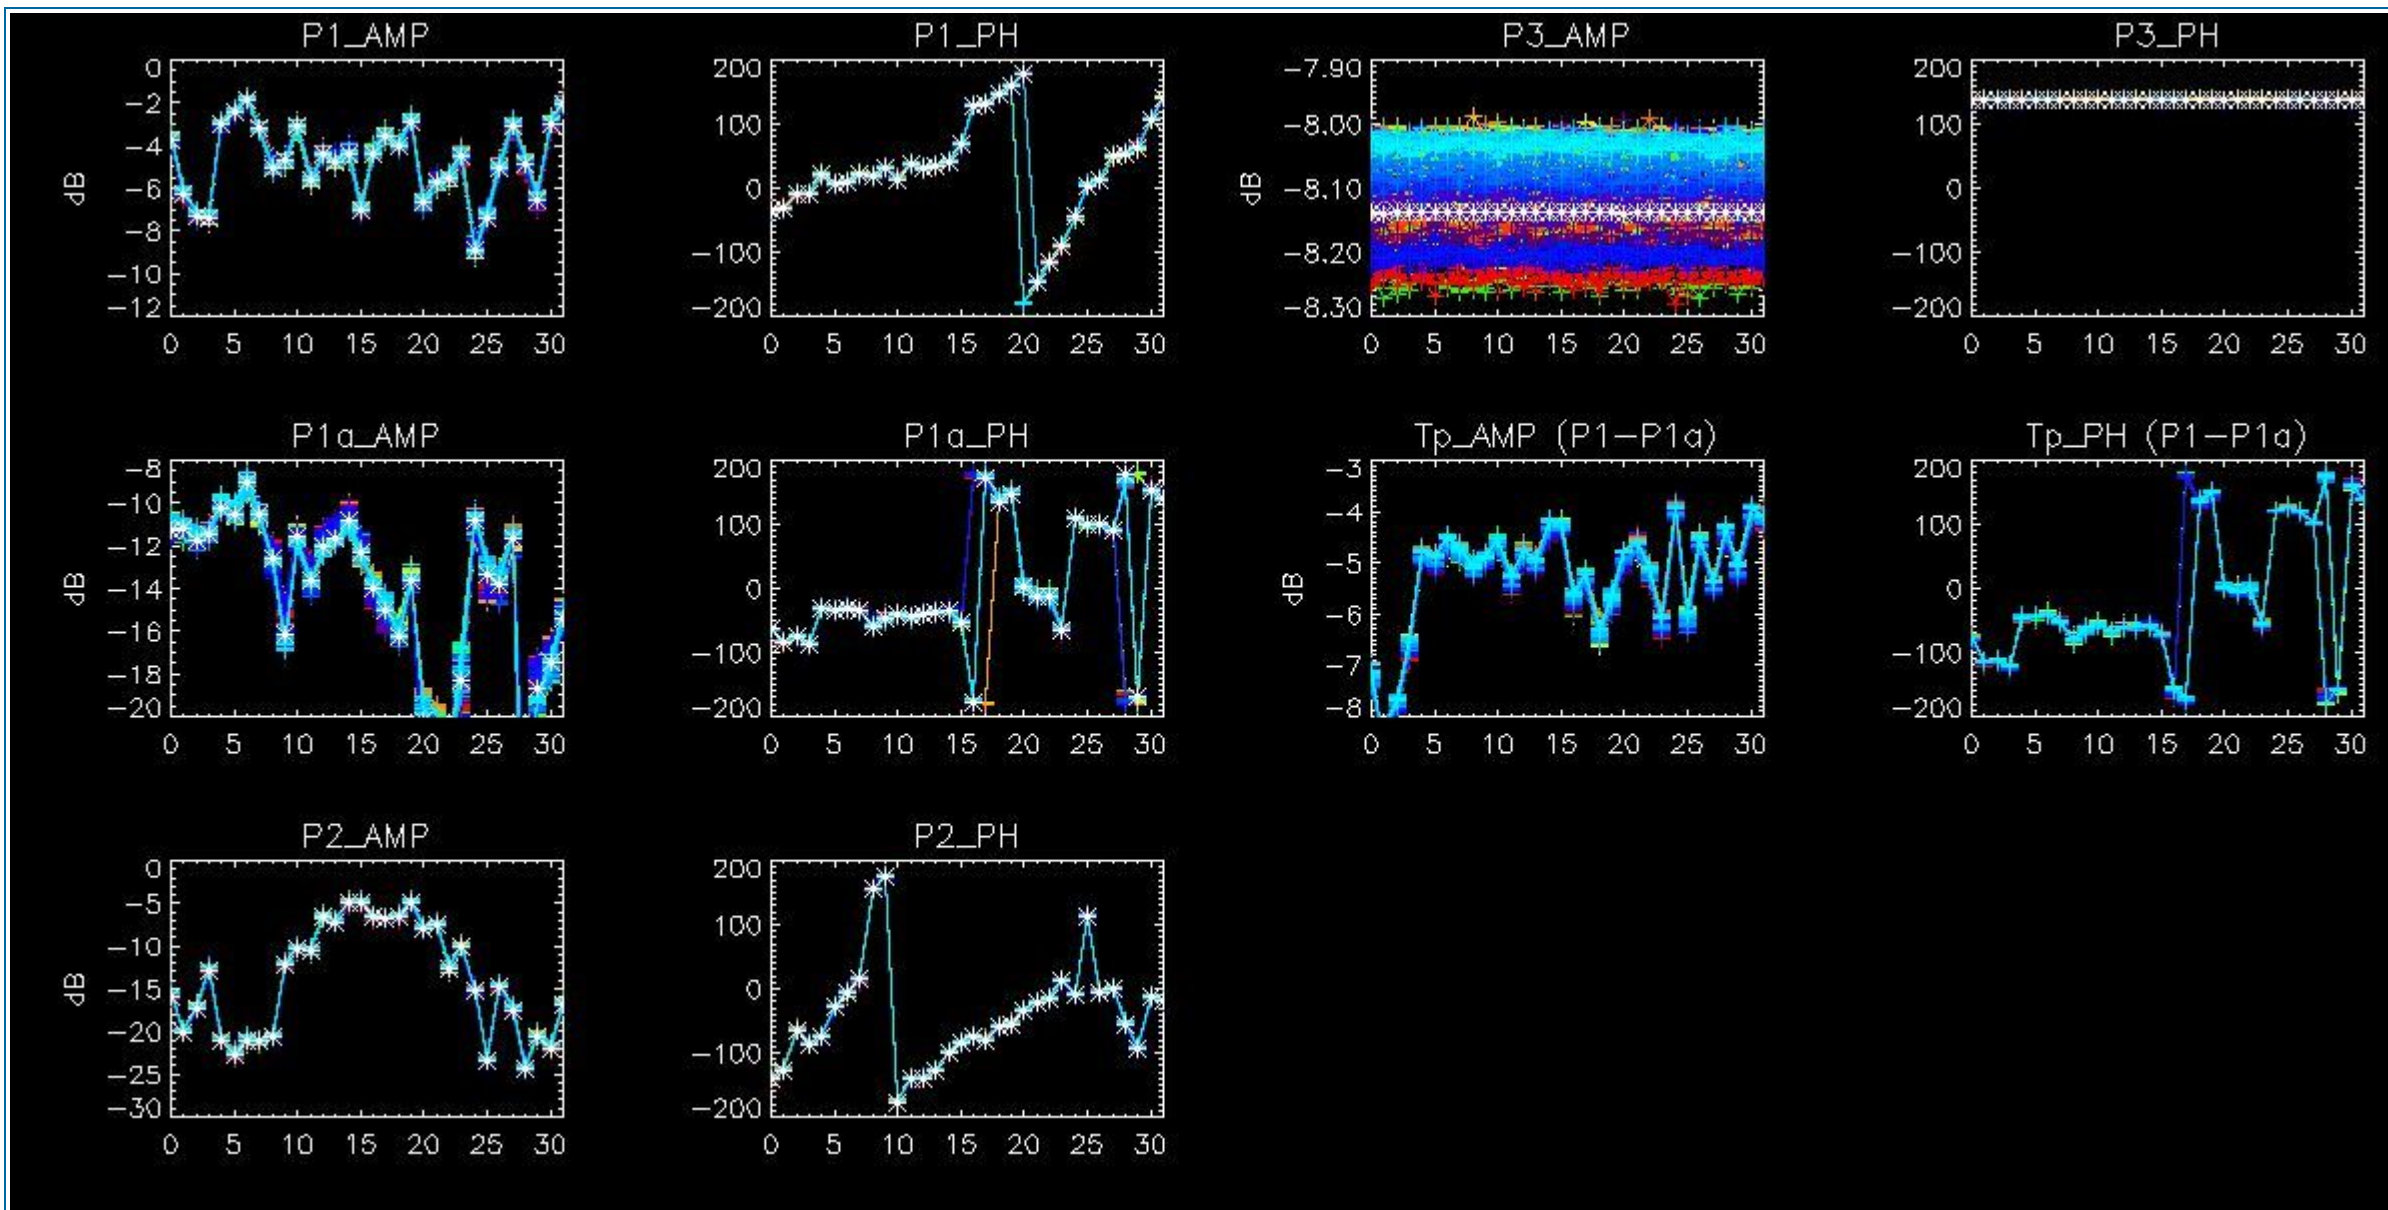 P1_AMP
0
−2
−4
−6
−8
−10
−12
dB
0 5 10 15 20 25 30
P1_PH
200
100
0
−100
−200
0 5 10 15 20 25 30
P3_AMP
−7.90
−8.00
−8.10
−8.20
−8.30
dB
0 5 10 15 20 25 30
P3_PH
200
100
0
−100
−200
0 5 10 15 20 25 30
P1a_AMP
−8
−10
−12
−14
−16
−18
−20
dB
0 5 10 15 20 25 30
P1a_PH
200
100
0
−100
−200
0 5 10 15 20 25 30
Tp_AMP (P1−P1a)
−3
−4
−5
−6
−7
−8
dB
0 5 10 15 20 25 30
Tp_PH (P1−P1a)
200
100
0
−100
−200
0 5 10 15 20 25 30
P2_AMP
0
−5
−10
−15
−20
−25
−30
dB
0 5 10 15 20 25 30
P2_PH
200
100
0
−100
−200
0 5 10 15 20 25 30